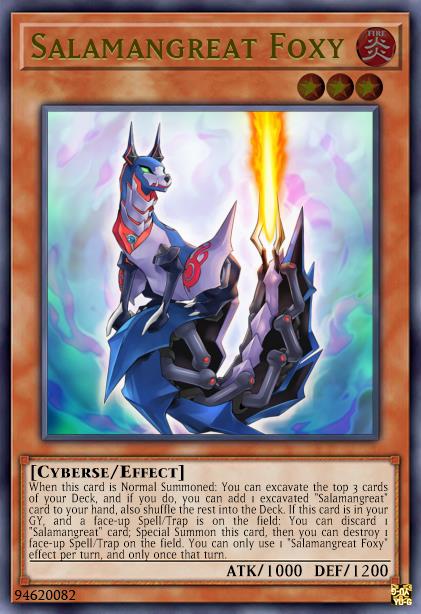 Salamangreat Foxy
FIRE
炎
[Cyberse/Effect]
When this card is Normal Summoned: You can excavate the top 3 cards
of your Deck, and if you do, you can add 1 excavated "Salamangreat"
card to your hand, also shuffle the rest into the Deck. If this card is in your
GY, and a face-up Spell/Trap is on the field: You can discard 1
"Salamangreat" card; Special Summon this card, then you can destroy 1
face-up Spell/Trap on the field. You can only use 1 "Salamangreat Foxy"
effect per turn, and only once that turn.
ATK/1000 DEF/1200
94620082